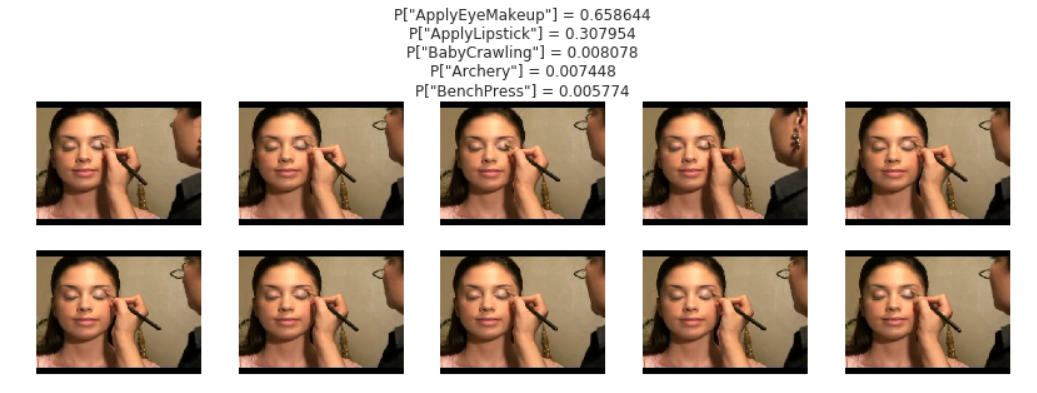 P["ApplyEyeMakeup"] = 0.658644
P["ApplyLipstick"] = 0.307954
P["BabyCrawling"] = 0.008078
P["Archery"] = 0.007448
P["BenchPress"] = 0.005774